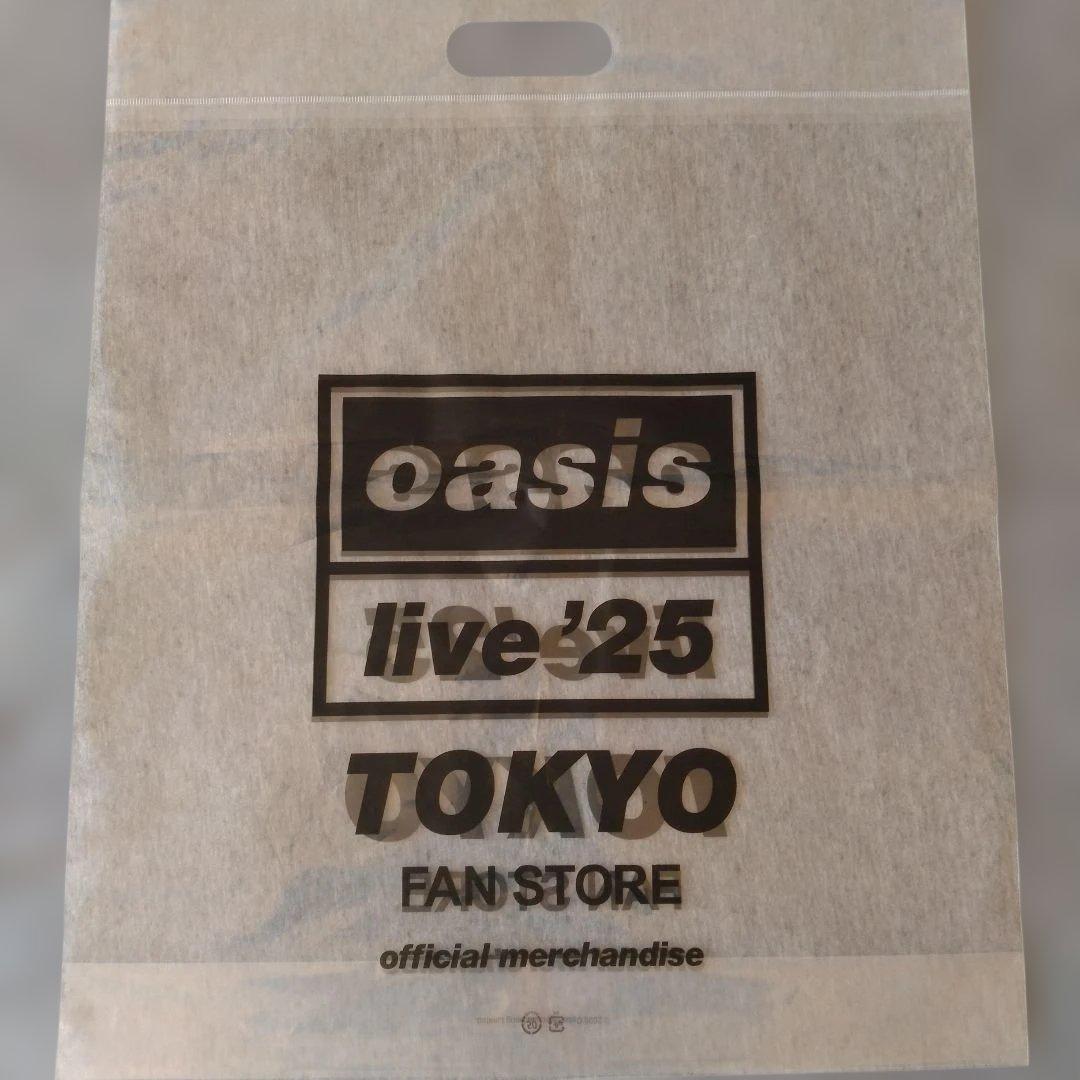 oasis
live '25
TOKYO
FAN STORE
official merchandise